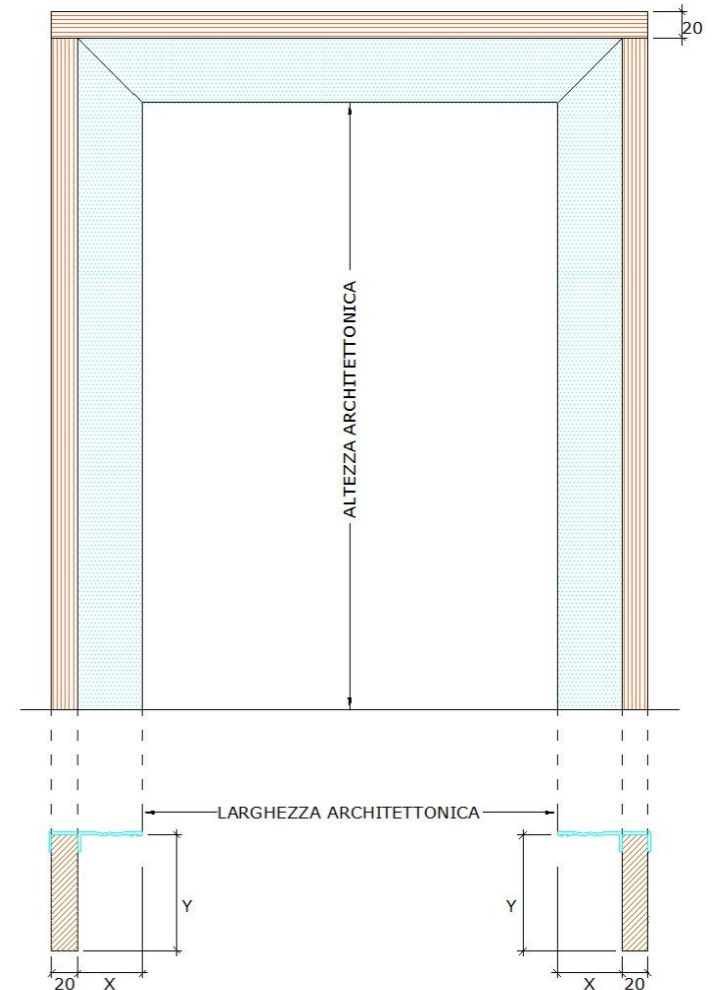 20
ALTEZZA ARCHITETTONICA
LARGHEZZA ARCHITETTONICA
Y Y
20 X X 20